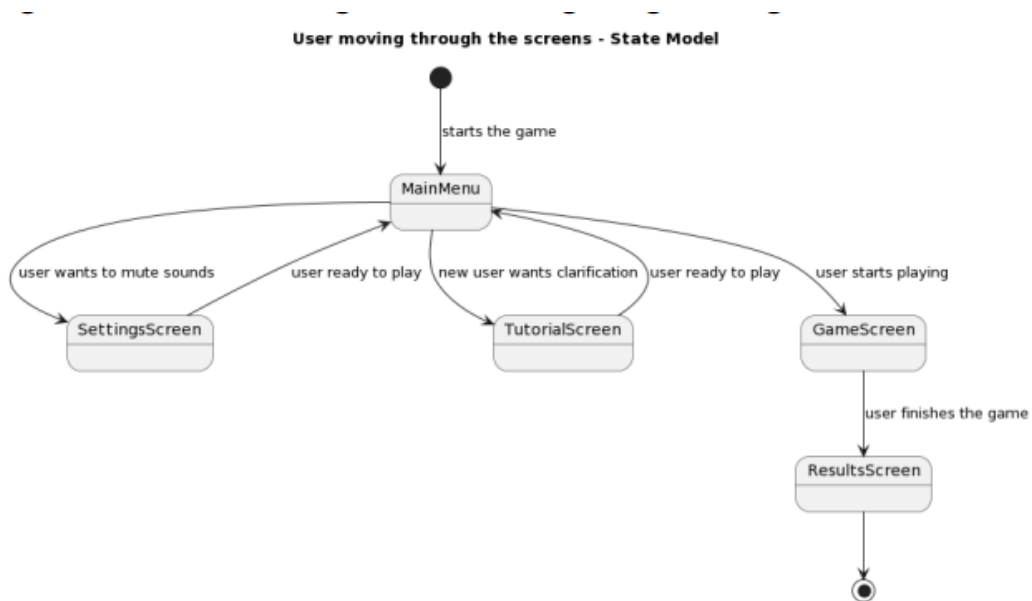 User moving through the screens - State Model
starts the game
MainMenu
user wants to mute sounds
user ready to play
new user wants clarification
user ready to play
user starts playing
SettingsScreen
TutorialScreen
GameScreen
user finishes the game
ResultsScreen